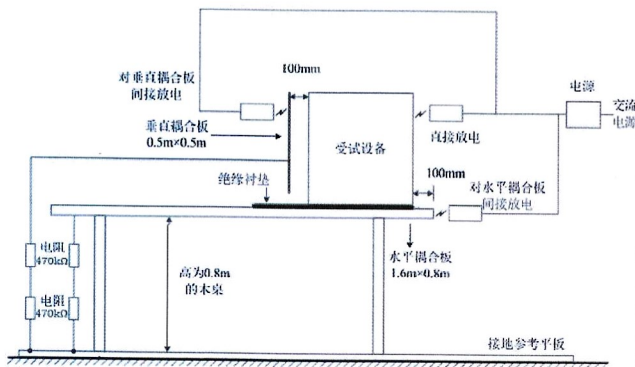 100mm
对垂直耦合板
间接放电
电源
交流
电源
垂直耦合板
0.5m×0.5m
受试设备
直接放电
100mm
绝缘衬垫
对水平耦合板
间接放电
电阻
470kΩ
高为0.8m
的木桌
水平耦合板
1.6m×0.8m
电阻
470kΩ
接地参考平板